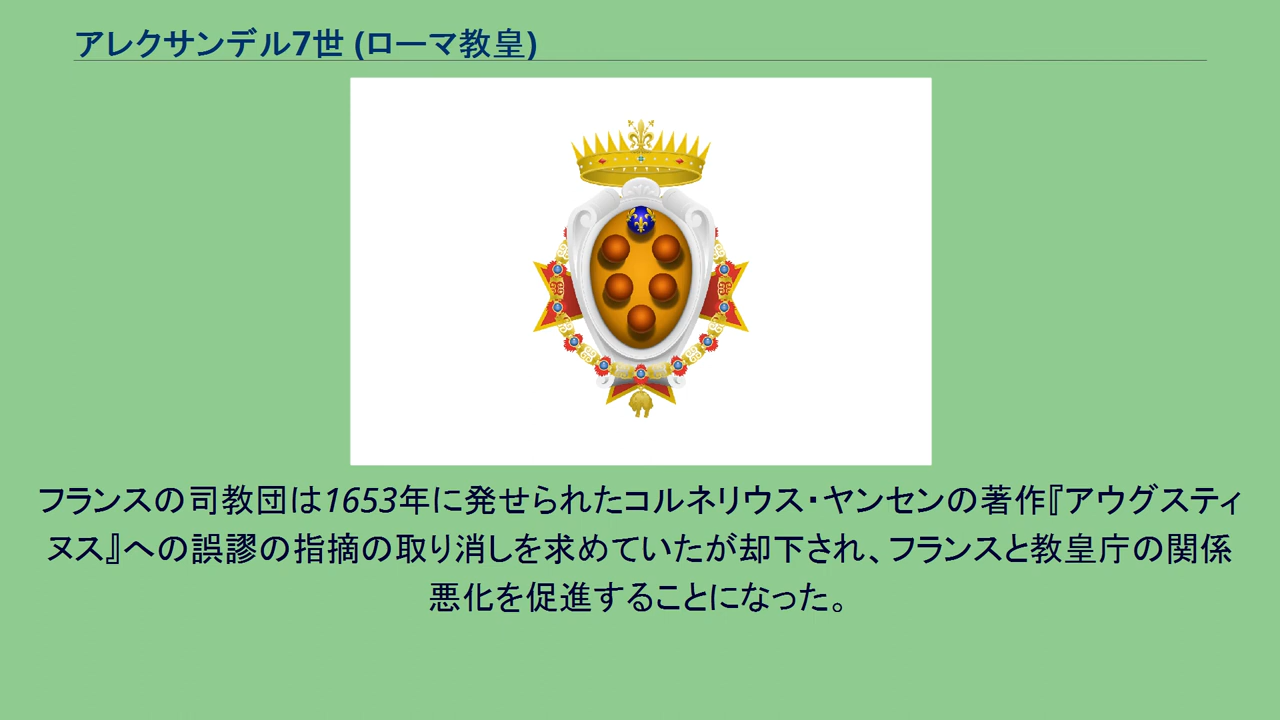 アレクサンデル7世 (ローマ教皇)
フランスの司教団は1653年に発せられたコルネリウス・ヤンセンの著作『アウグスティ
ヌス』への誤謬の指摘の取り消しを求めていたが却下され、フランスと教皇庁の関係
悪化を促進することになった。